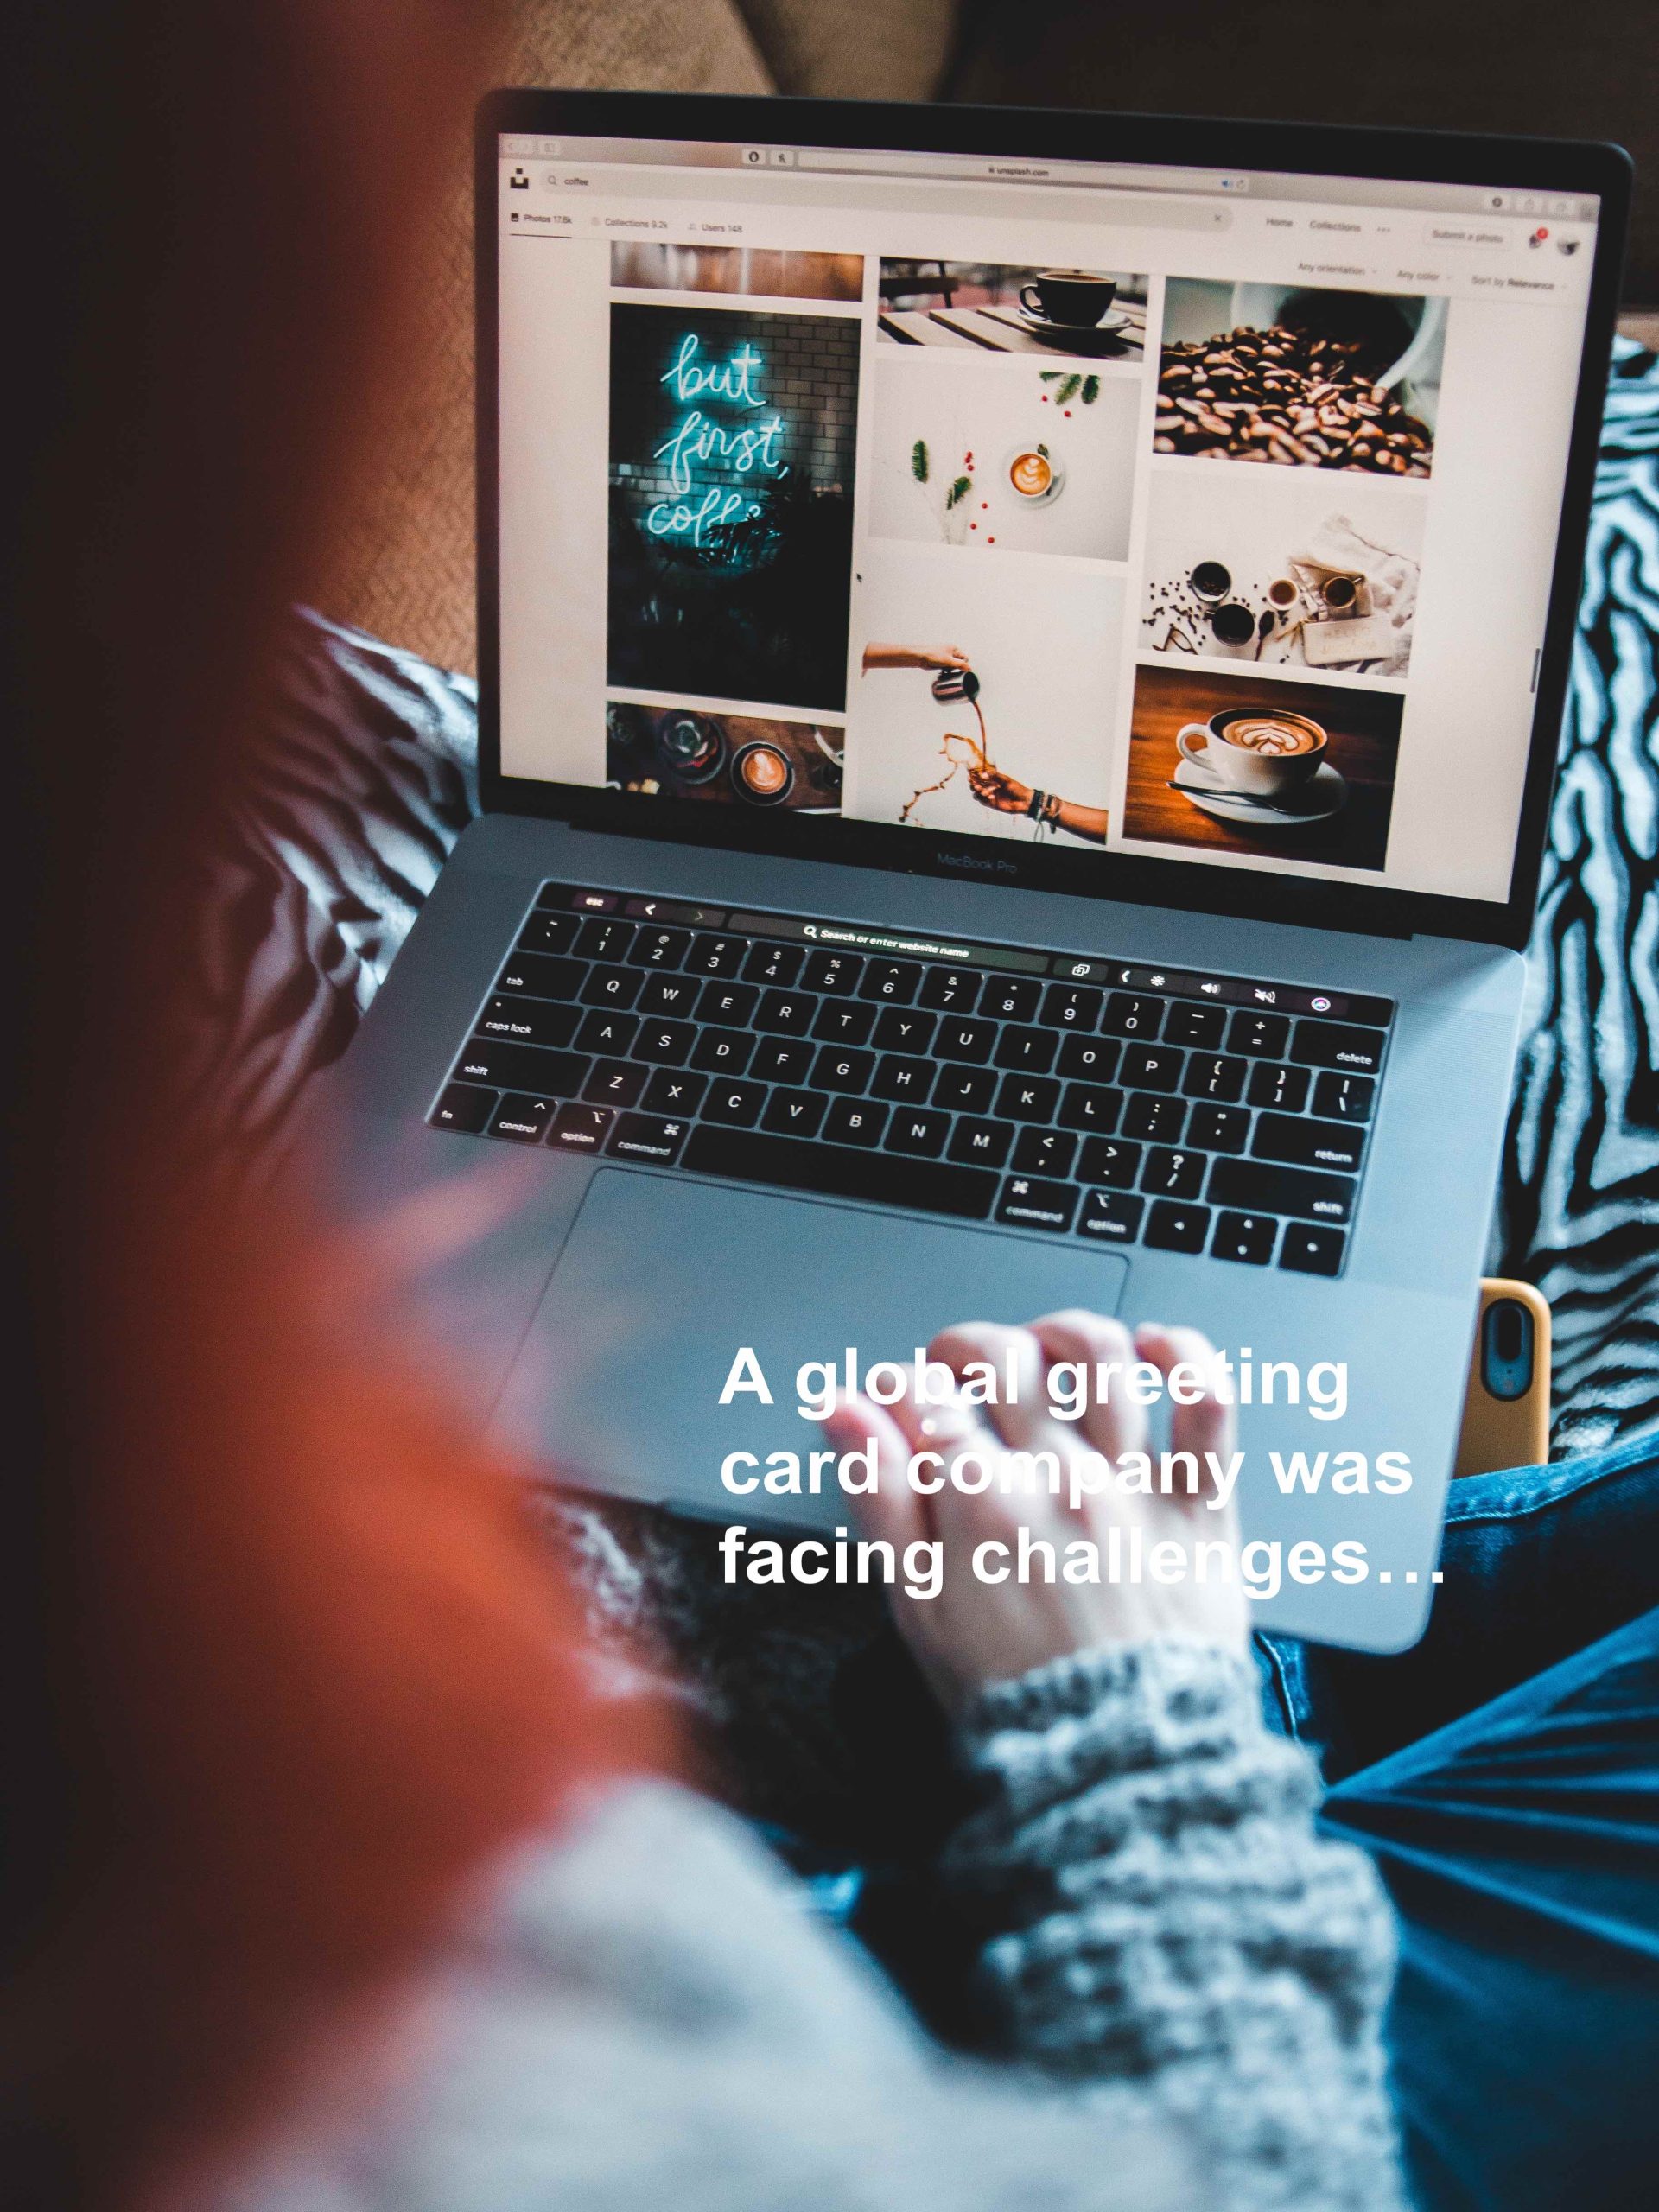 unsplash.com
coffee
Photos 17.6k Collections 9.2k Users 148
Home Collections Submit a photo
Any orientation Any color Sort by Relevance
but
first,
MacBook Pro
esc Search or enter website name
~ ! @ # $ % ^ & * ( ) — +
` 1 2 3 4 5 6 7 8 9 0 - = delete
tab Q W E R T Y U I O P { [ } ] | \
caps lock A S D F G H J K L : ; " ' return
shift Z X C V B N M < , > . ? / shift
fn control option command command option
A global greeting
card company was
facing challenges…